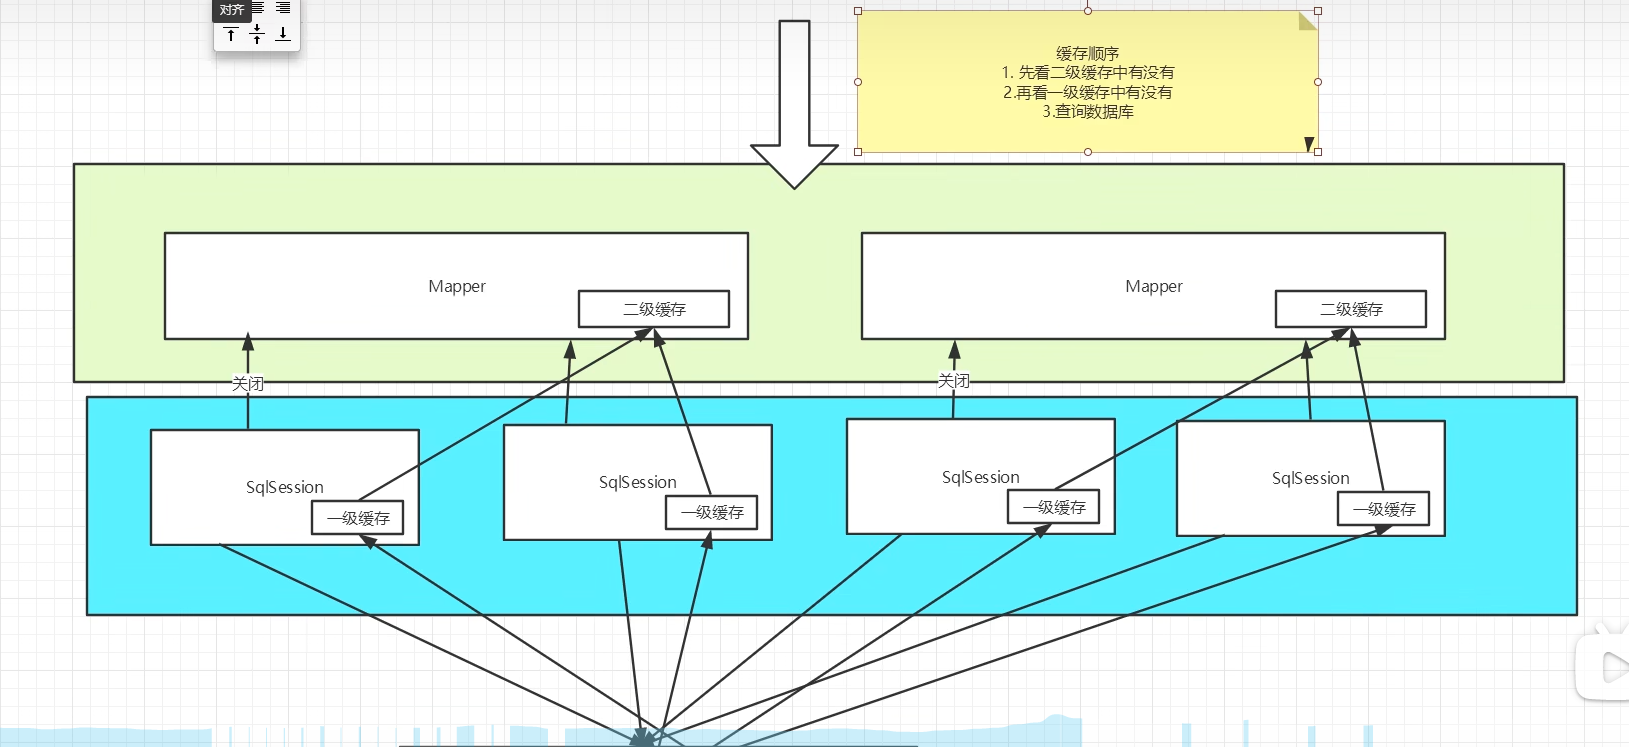 对齐
缓存顺序
1. 先看二级缓存中有没有
2.再看一级缓存中有没有
3.查询数据库
Mapper
二级缓存
Mapper
二级缓存
关闭
关闭
SqlSession
一级缓存
SqlSession
一级缓存
SqlSession
一级缓存
SqlSession
一级缓存